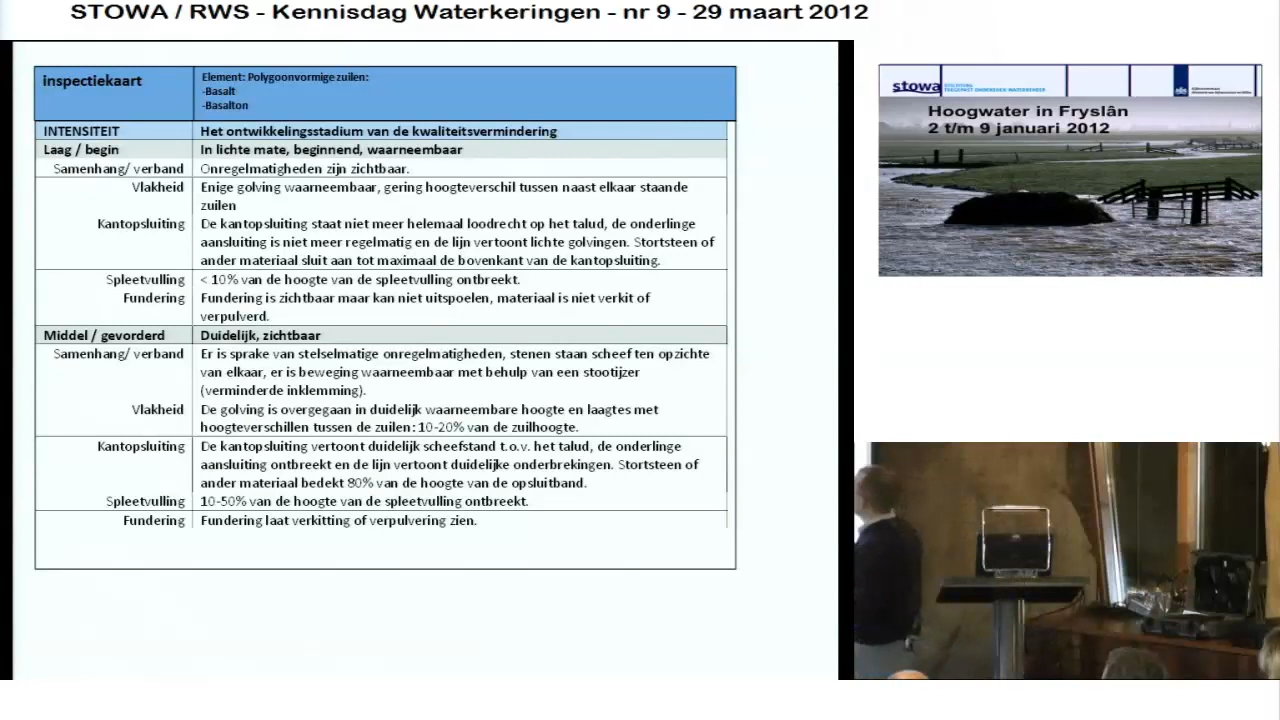 STOWA / RWS - Kennisdag Waterkeringen - nr 9 - 29 maart 2012
inspectiekaart
Element: Polygoonvormige zuilen:
-Basalt
-Basalton
INTENSITEIT Het ontwikkelingsstadium van de kwaliteitsvermindering
Laag / begin In lichte mate, beginnend, waarneembaar
Samenhang/ verband Onregelmatigheden zijn zichtbaar.
Vlakheid Enige golving waarneembaar, gering hoogteverschil tussen naast elkaar staande
zuilen
Kantopsluiting De kantopsluiting staat niet meer helemaal loodrecht op het talud, de onderlinge
aansluiting is niet meer regelmatig en de lijn vertoont lichte golvingen. Stortsteen of
ander materiaal sluit aan tot maximaal de bovenkant van de kantopsluiting.
Spleetvulling < 10% van de hoogte van de spleetvulling ontbreekt.
Fundering Fundering is zichtbaar maar kan niet uitspoelen, materiaal is niet verkit of
verpulverd.
Middel / gevorderd Duidelijk, zichtbaar
Samenhang/ verband Er is sprake van stelselmatige onregelmatigheden, stenen staan scheef ten opzichte
van elkaar, er is beweging waarneembaar met behulp van een stootijzer
(verminderde inklemming).
Vlakheid De golving is overgegaan in duidelijk waarneembare hoogte en laagtes met
hoogteverschillen tussen de zuilen: 10-20% van de zuilhoogte.
Kantopsluiting De kantopsluiting vertoont duidelijk scheefstand t.o.v. het talud, de onderlinge
aansluiting ontbreekt en de lijn vertoont duidelijke onderbrekingen. Stortsteen of
ander materiaal bedekt 80% van de hoogte van de opsluitband.
Spleetvulling 10-50% van de hoogte van de spleetvulling ontbreekt.
Fundering Fundering laat verkitting of verpulvering zien.
stowa
Hoogwater in Fryslân
2 t/m 9 januari 2012